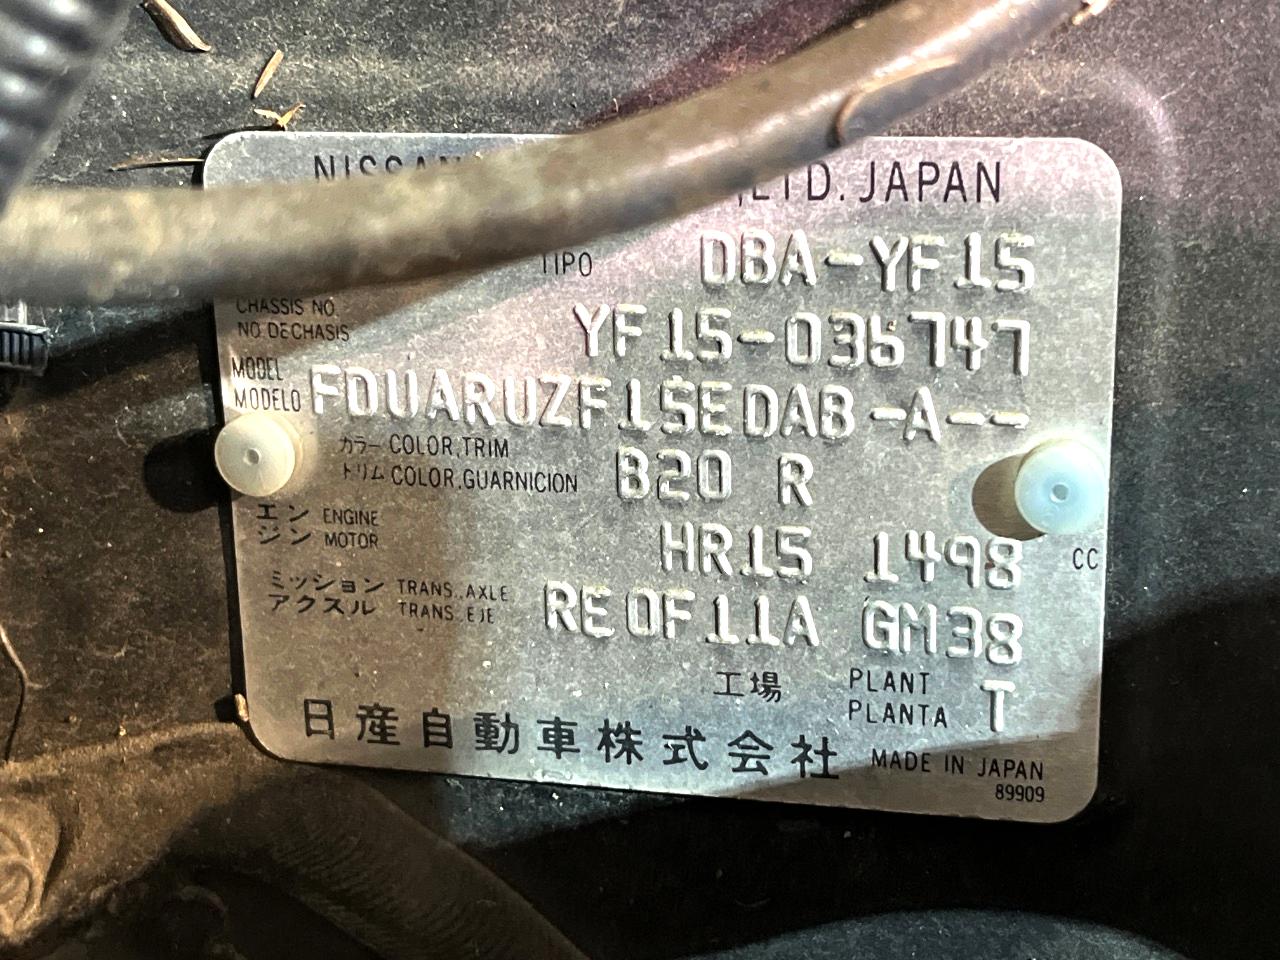 NISSAN ,LTD. JAPAN
TIPO DBA-YF15
CHASSIS NO.
NO. DE CHASIS YF15-036747
MODEL
MODELO FDUARUZF15EDAB-A--
カラー COLOR,TRIM
トリム COLOR,GUARNICION B20 R
エン ENGINE
ジン MOTOR HR15 1498 CC
ミッション TRANS.,AXLE
アクスル TRANS.,EJE RE0F11A GM38
工場 PLANT
PLANTA T
日産自動車株式会社 MADE IN JAPAN
89909